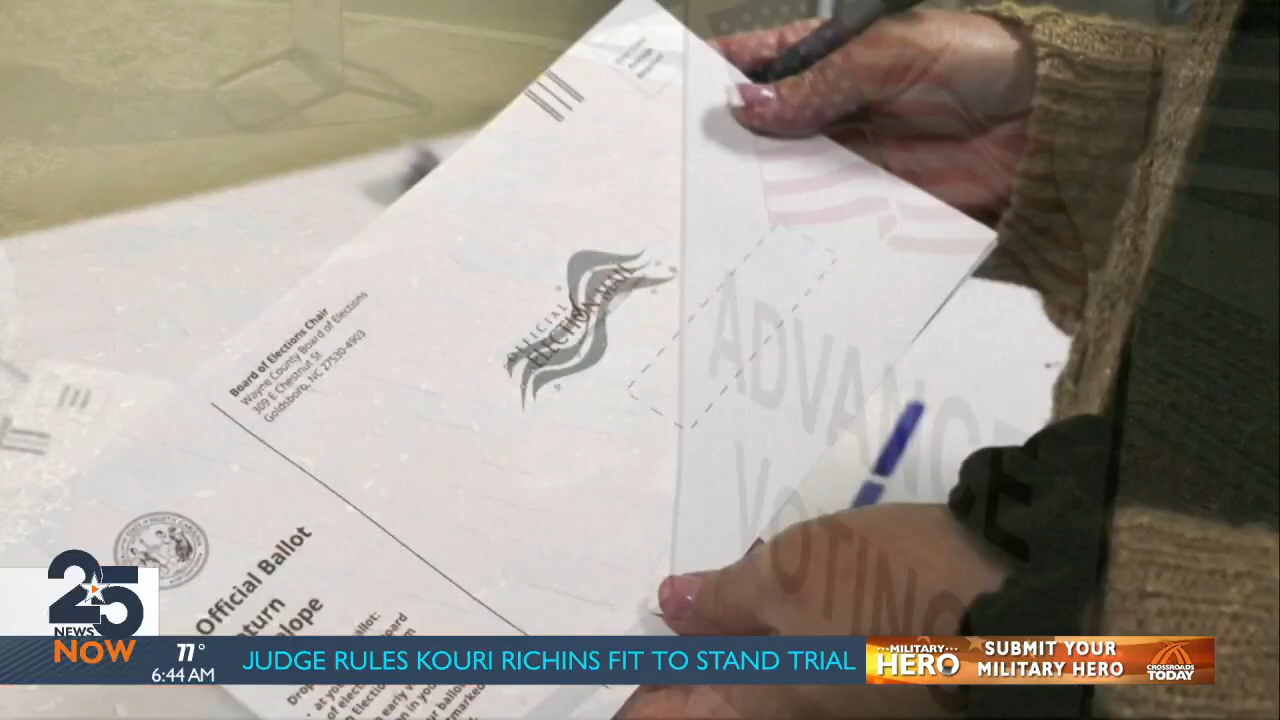 Board of Elections Chair
Wayne County Board of Elections
309 E Chestnut St
Goldsboro, NC 27530-4903
OFFICIAL
ELECTION MAIL
ADVANCE
VOTING
Official Ballot
25
NEWS
NOW
77°
6:44 AM
JUDGE RULES KOURI RICHINS FIT TO STAND TRIAL
MILITARY
HERO
SUBMIT YOUR
MILITARY HERO
CROSSROADS
TODAY